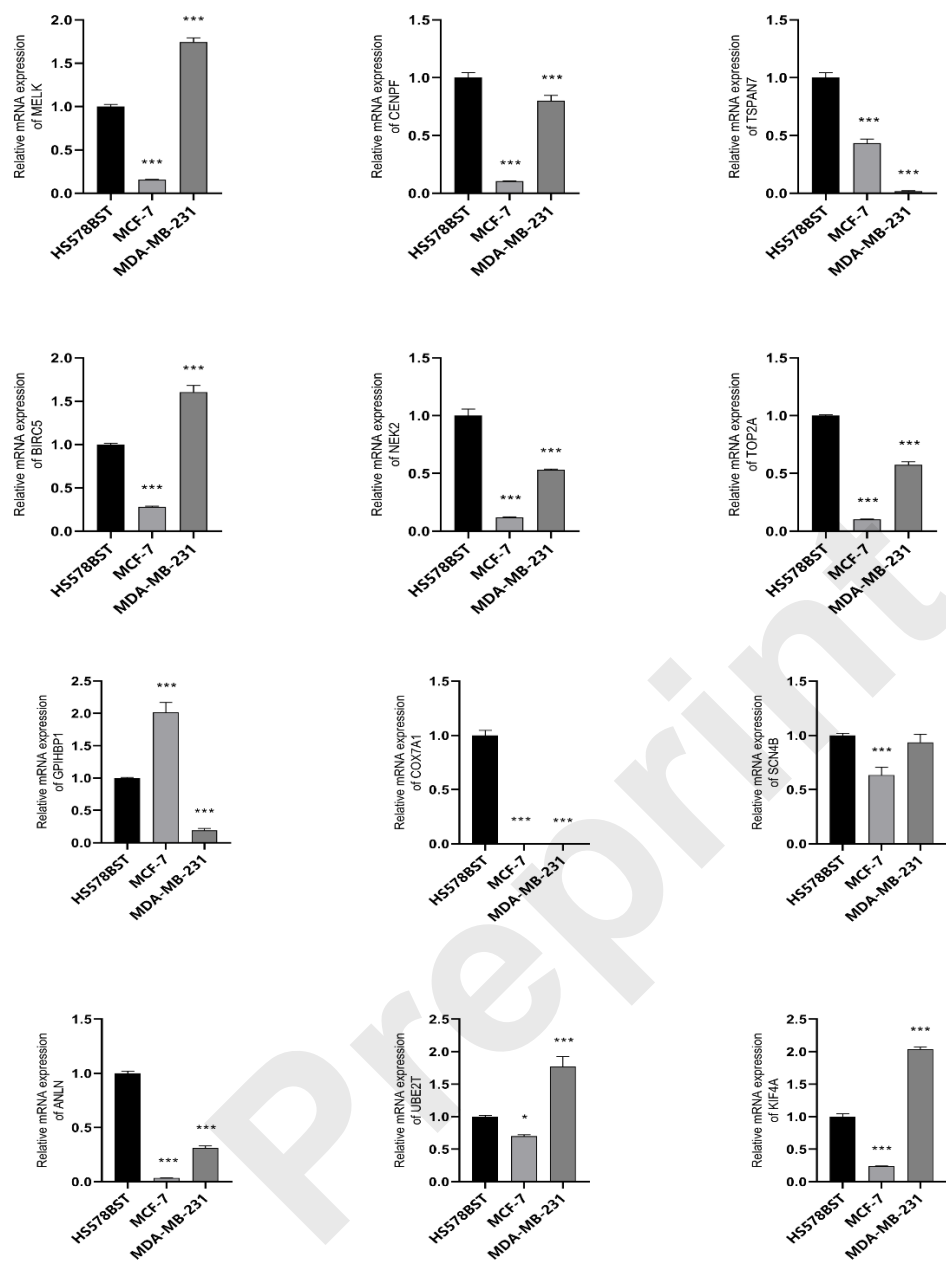 Relative mRNA expression
of MELK
2.0
1.5
1.0
0.5
0.0
***
***
HS578BST
MCF-7
MDA-MB-231
Relative mRNA expression
of CENPF
1.5
1.0
0.5
0.0
***
***
HS578BST
MCF-7
MDA-MB-231
Relative mRNA expression
of TSPAN7
1.5
1.0
0.5
0.0
***
***
HS578BST
MCF-7
MDA-MB-231
Relative mRNA expression
of BIRC5
2.0
1.5
1.0
0.5
0.0
***
***
HS578BST
MCF-7
MDA-MB-231
Relative mRNA expression
of NEK2
1.5
1.0
0.5
0.0
***
***
HS578BST
MCF-7
MDA-MB-231
Relative mRNA expression
of TOP2A
1.5
1.0
0.5
0.0
***
***
HS578BST
MCF-7
MDA-MB-231
Relative mRNA expression
of GPIHBP1
2.5
2.0
1.5
1.0
0.5
0.0
***
***
HS578BST
MCF-7
MDA-MB-231
Relative mRNA expression
of COX7A1
1.5
1.0
0.5
0.0
***
***
HS578BST
MCF-7
MDA-MB-231
Relative mRNA expression
of SCN4B
1.5
1.0
0.5
0.0
***
HS578BST
MCF-7
MDA-MB-231
Relative mRNA expression
of ANLN
1.5
1.0
0.5
0.0
***
***
HS578BST
MCF-7
MDA-MB-231
Relative mRNA expression
of UBE2T
2.5
2.0
1.5
1.0
0.5
0.0
*
***
HS578BST
MCF-7
MDA-MB-231
Relative mRNA expression
of KIF4A
2.5
2.0
1.5
1.0
0.5
0.0
***
***
HS578BST
MCF-7
MDA-MB-231
Preprint